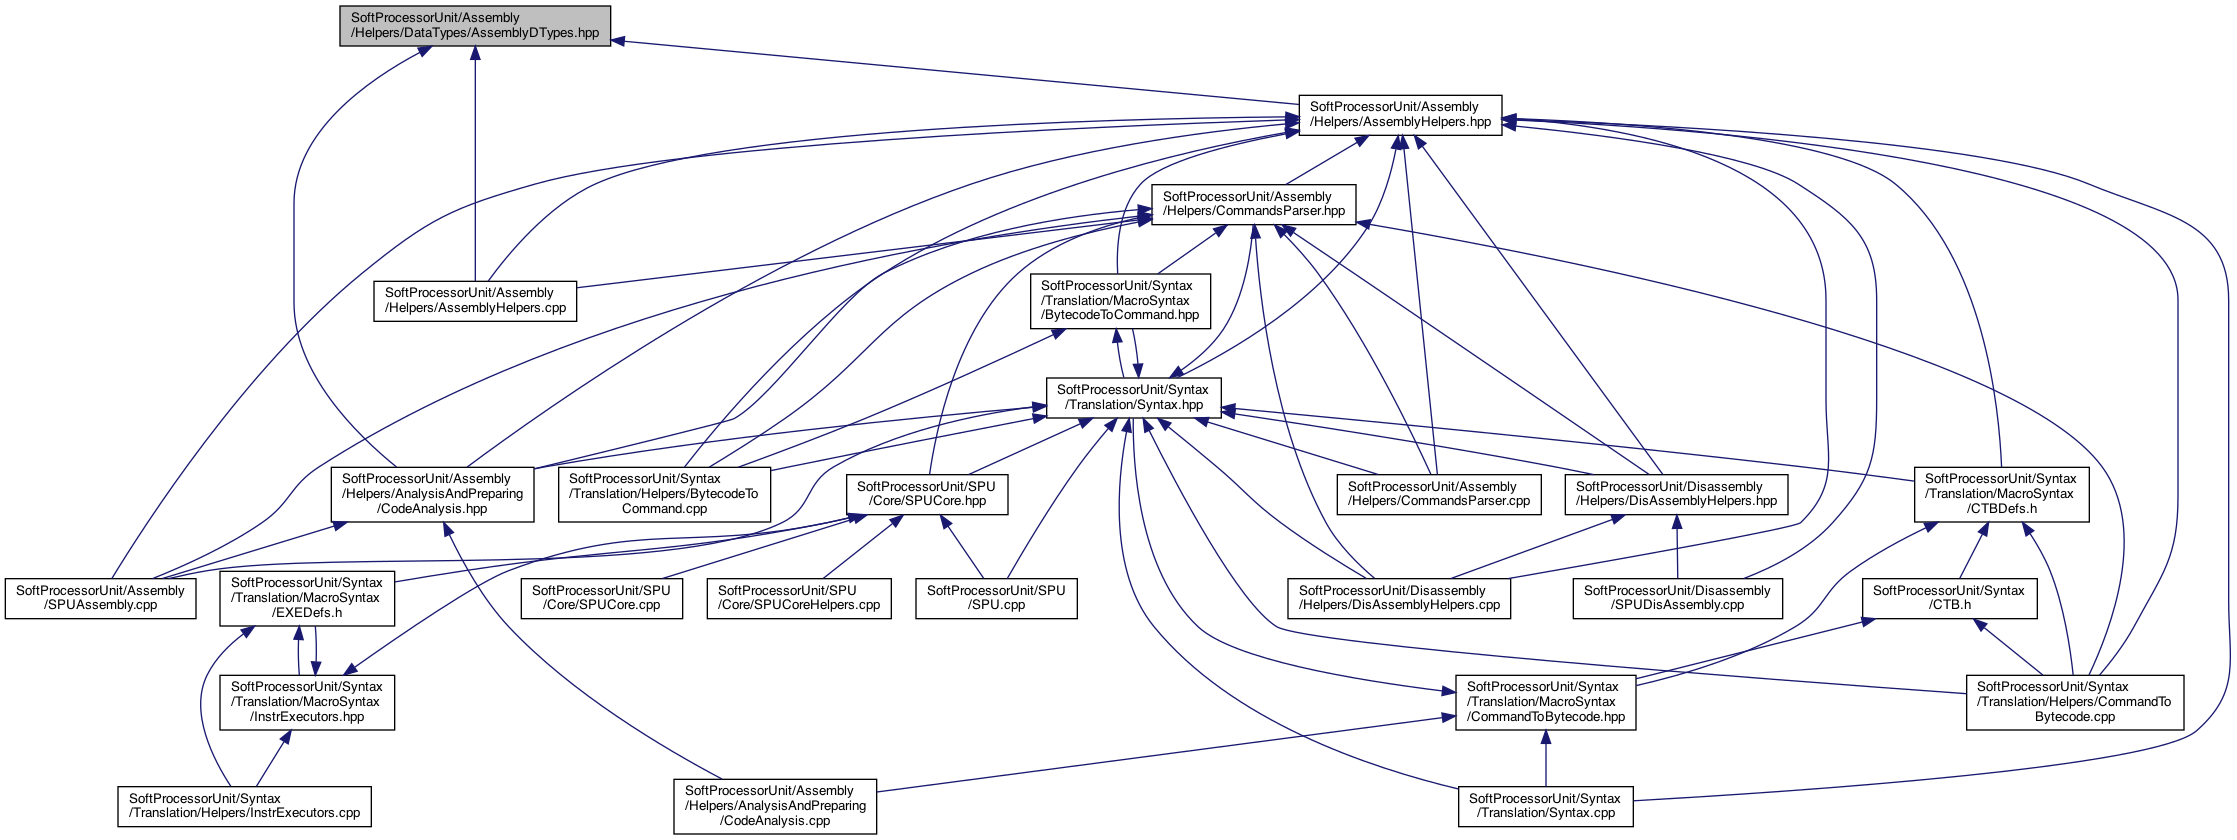 SoftProcessorUnit/Assembly
/Helpers/DataTypes/AssemblyDTypes.hpp
SoftProcessorUnit/Assembly
/Helpers/AssemblyHelpers.hpp
SoftProcessorUnit/Assembly
/Helpers/CommandsParser.hpp
SoftProcessorUnit/Assembly
/Helpers/AssemblyHelpers.cpp
SoftProcessorUnit/Syntax
/Translation/MacroSyntax
/BytecodeToCommand.hpp
SoftProcessorUnit/Syntax
/Translation/Syntax.hpp
SoftProcessorUnit/Assembly
/Helpers/AnalysisAndPreparing
/CodeAnalysis.hpp
SoftProcessorUnit/Syntax
/Translation/Helpers/BytecodeTo
Command.cpp
SoftProcessorUnit/SPU
/Core/SPUCore.hpp
SoftProcessorUnit/Assembly
/Helpers/CommandsParser.cpp
SoftProcessorUnit/Disassembly
/Helpers/DisAssemblyHelpers.hpp
SoftProcessorUnit/Syntax
/Translation/MacroSyntax
/CTBDefs.h
SoftProcessorUnit/Assembly
/SPUAssembly.cpp
SoftProcessorUnit/Syntax
/Translation/MacroSyntax
/EXEDefs.h
SoftProcessorUnit/SPU
/Core/SPUCore.cpp
SoftProcessorUnit/SPU
/Core/SPUCoreHelpers.cpp
SoftProcessorUnit/SPU
/SPU.cpp
SoftProcessorUnit/Disassembly
/Helpers/DisAssemblyHelpers.cpp
SoftProcessorUnit/Disassembly
/SPUDisAssembly.cpp
SoftProcessorUnit/Syntax
/CTB.h
SoftProcessorUnit/Syntax
/Translation/MacroSyntax
/InstrExecutors.hpp
SoftProcessorUnit/Syntax
/Translation/MacroSyntax
/CommandToBytecode.hpp
SoftProcessorUnit/Syntax
/Translation/Helpers/CommandTo
Bytecode.cpp
SoftProcessorUnit/Syntax
/Translation/Helpers/InstrExecutors.cpp
SoftProcessorUnit/Assembly
/Helpers/AnalysisAndPreparing
/CodeAnalysis.cpp
SoftProcessorUnit/Syntax
/Translation/Syntax.cpp